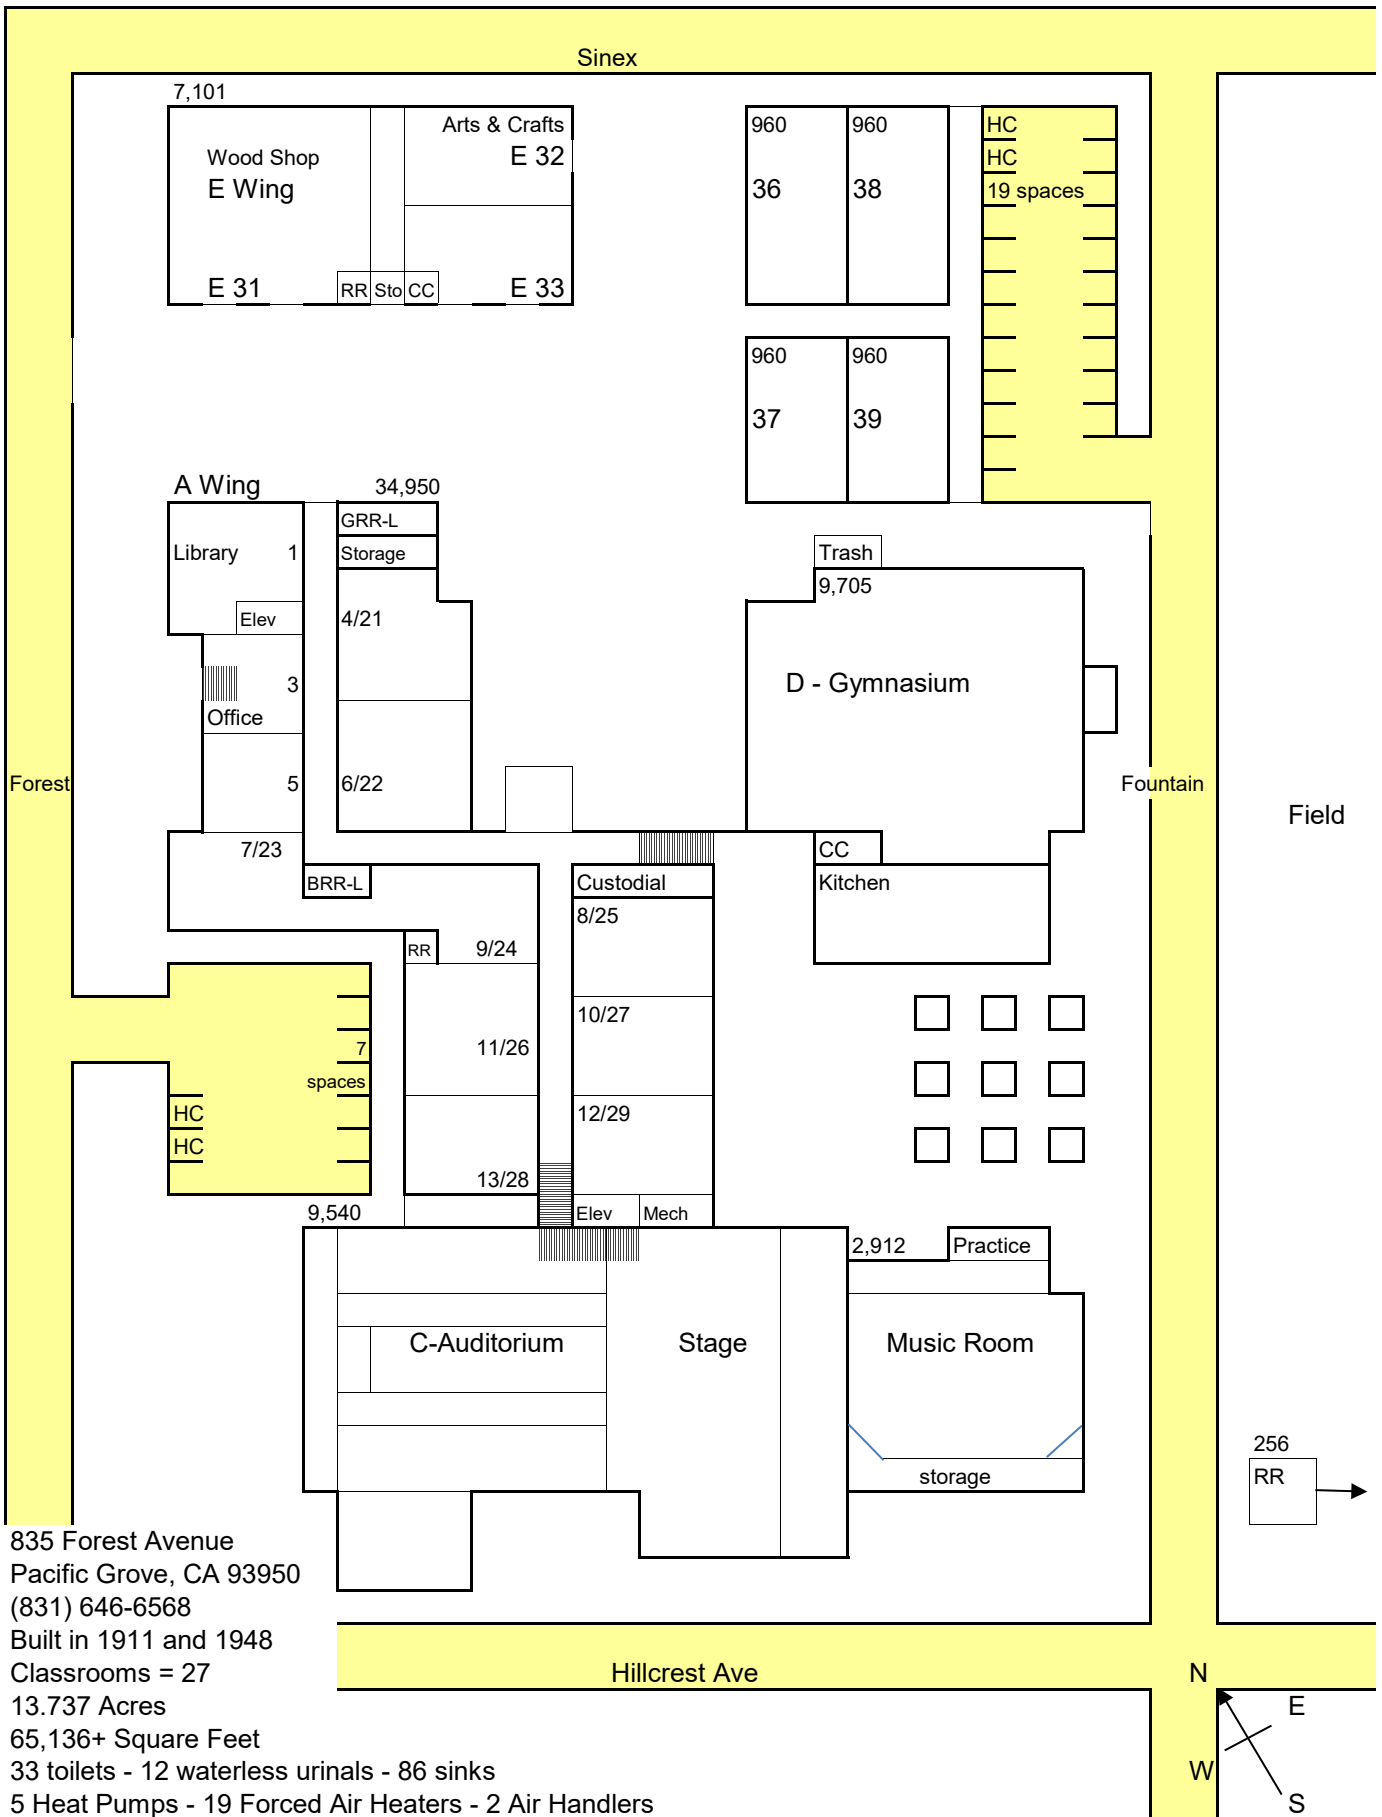 Sinex
7,101
Arts & Crafts
Wood Shop
E 32
E Wing
E 31
RR
Sto
CC
E 33
960
960
36
38
HC
HC
19 spaces
960
960
37
39
A Wing
34,950
GRR-L
Library
1
Storage
Elev
4/21
3
Office
5
6/22
Trash
9,705
D - Gymnasium
Forest
Fountain
Field
7/23
BRR-L
CC
Custodial
Kitchen
8/25
RR
9/24
10/27
7
11/26
spaces
HC
12/29
HC
13/28
9,540
Elev
Mech
2,912
Practice
C-Auditorium
Stage
Music Room
storage
256
RR
835 Forest Avenue
Pacific Grove, CA 93950
(831) 646-6568
Built in 1911 and 1948
Classrooms = 27
13.737 Acres
65,136+ Square Feet
33 toilets - 12 waterless urinals - 86 sinks
5 Heat Pumps - 19 Forced Air Heaters - 2 Air Handlers
Hillcrest Ave
N
E
W
S